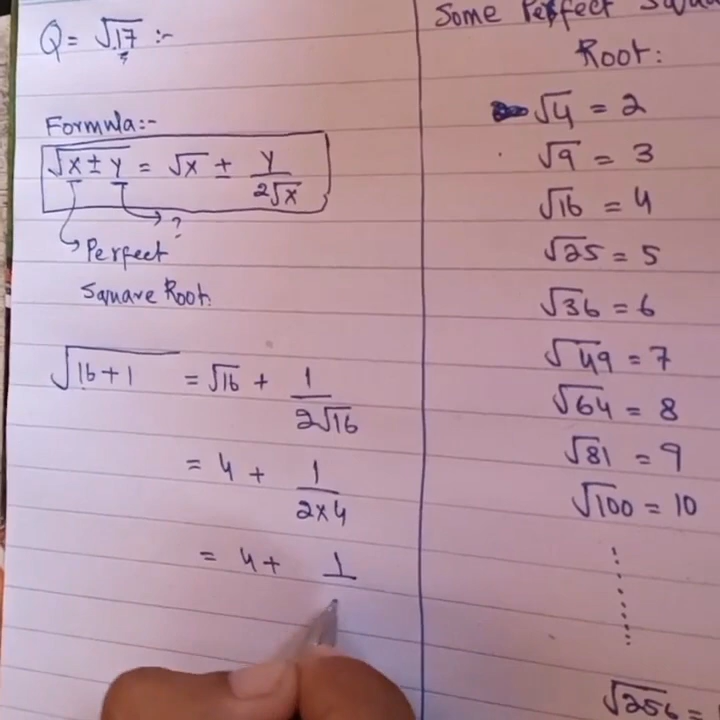 Q = √17 :-
Formula:-
√x ± y = √x ± y/2√x
?
Perfect
Square Root.
√16+1 = √16 + 1/2√16
= 4 + 1/2×4
= 4 + 1
Some Perfect
Root:
√4 = 2
√9 = 3
√16 = 4
√25 = 5
√36 = 6
√49 = 7
√64 = 8
√81 = 9
√100 = 10